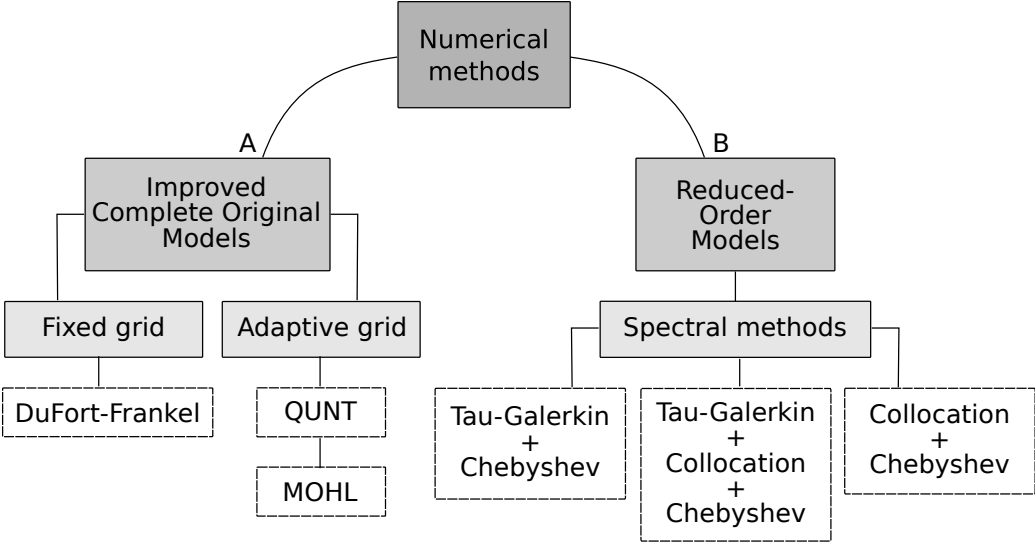 Numerical
methods
A
B
Improved
Complete Original
Models
Reduced-
Order
Models
Fixed grid
Adaptive grid
Spectral methods
DuFort-Frankel
QUNT
MOHL
Tau-Galerkin
+
Chebyshev
Tau-Galerkin
+
Collocation
+
Chebyshev
Collocation
+
Chebyshev